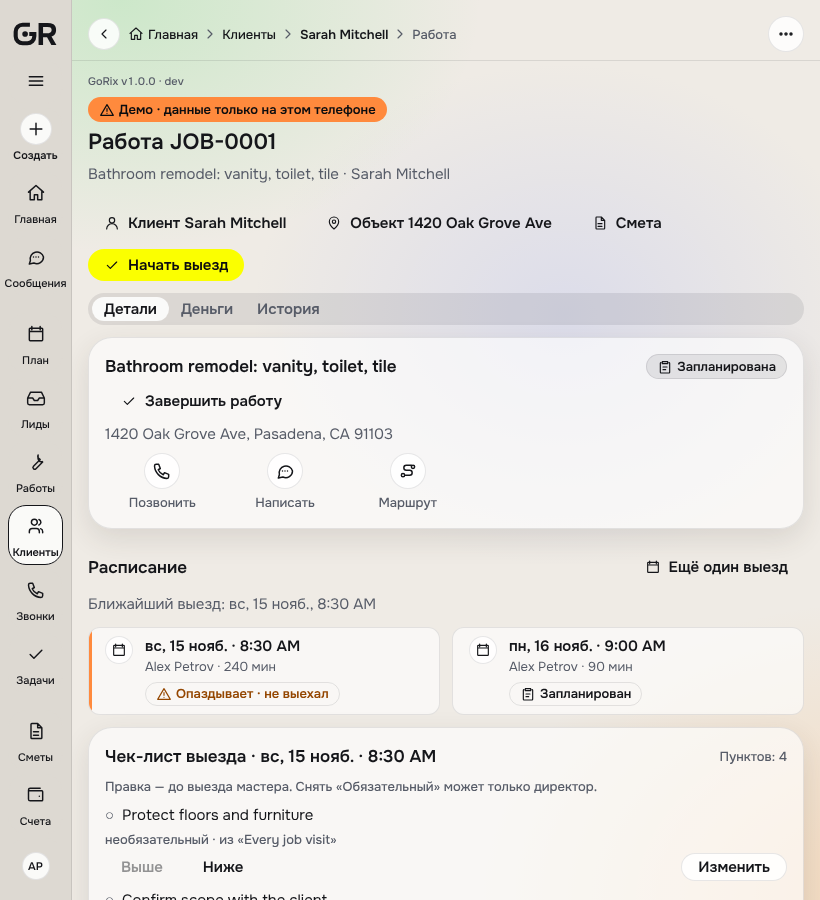 GR
Главная
Клиенты
Sarah Mitchell
Работа
GoRix v1.0.0 · dev
Демо · данные только на этом телефоне
Работа JOB-0001
Bathroom remodel: vanity, toilet, tile · Sarah Mitchell
Клиент Sarah Mitchell
Объект 1420 Oak Grove Ave
Смета
Начать выезд
Детали
Деньги
История
Bathroom remodel: vanity, toilet, tile
Запланирована
Завершить работу
1420 Oak Grove Ave, Pasadena, CA 91103
Позвонить
Написать
Маршрут
Расписание
Ещё один выезд
Ближайший выезд: вс, 15 нояб., 8:30 AM
вс, 15 нояб. · 8:30 AM
Alex Petrov · 240 мин
Опаздывает · не выехал
пн, 16 нояб. · 9:00 AM
Alex Petrov · 90 мин
Запланирован
Чек-лист выезда · вс, 15 нояб. · 8:30 AM
Пунктов: 4
Правка — до выезда мастера. Снять «Обязательный» может только директор.
Protect floors and furniture
необязательный · из «Every job visit»
Выше
Ниже
Изменить
Confirm scope with the client
Создать
Главная
Сообщения
План
Лиды
Работы
Клиенты
Звонки
Задачи
Сметы
Счета
AP